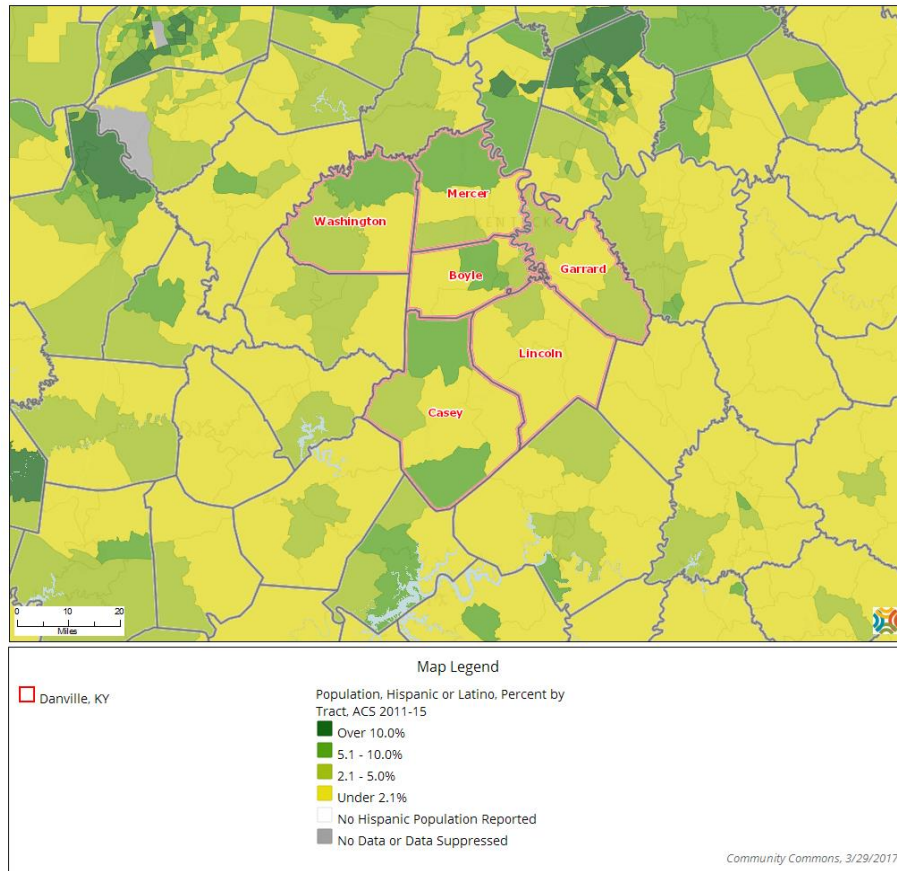 Mercer
Washington
Boyle
Garrard
Lincoln
Casey
0 10 20
Miles
Map Legend
Danville, KY
Population, Hispanic or Latino, Percent by
Tract, ACS 2011-15
Over 10.0%
5.1 - 10.0%
2.1 - 5.0%
Under 2.1%
No Hispanic Population Reported
No Data or Data Suppressed
Community Commons, 3/29/2017